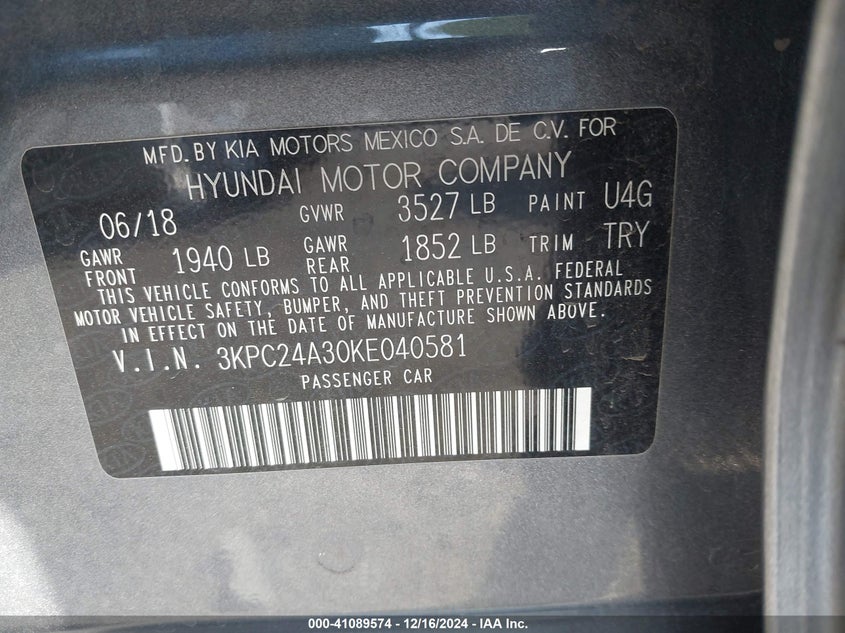 MFD. BY KIA MOTORS MEXICO S.A. DE C.V. FOR
HYUNDAI MOTOR COMPANY
06/18 GVWR 3527 LB PAINT U4G
GAWR FRONT 1940 LB GAWR REAR 1852 LB TRIM TRY
THIS VEHICLE CONFORMS TO ALL APPLICABLE U.S.A. FEDERAL
MOTOR VEHICLE SAFETY, BUMPER, AND THEFT PREVENTION STANDARDS
IN EFFECT ON THE DATE OF MANUFACTURE SHOWN ABOVE.
V.I.N. 3KPC24A30KE040581
PASSENGER CAR
000-41089574 / 12/16/2024 - IAA Inc.